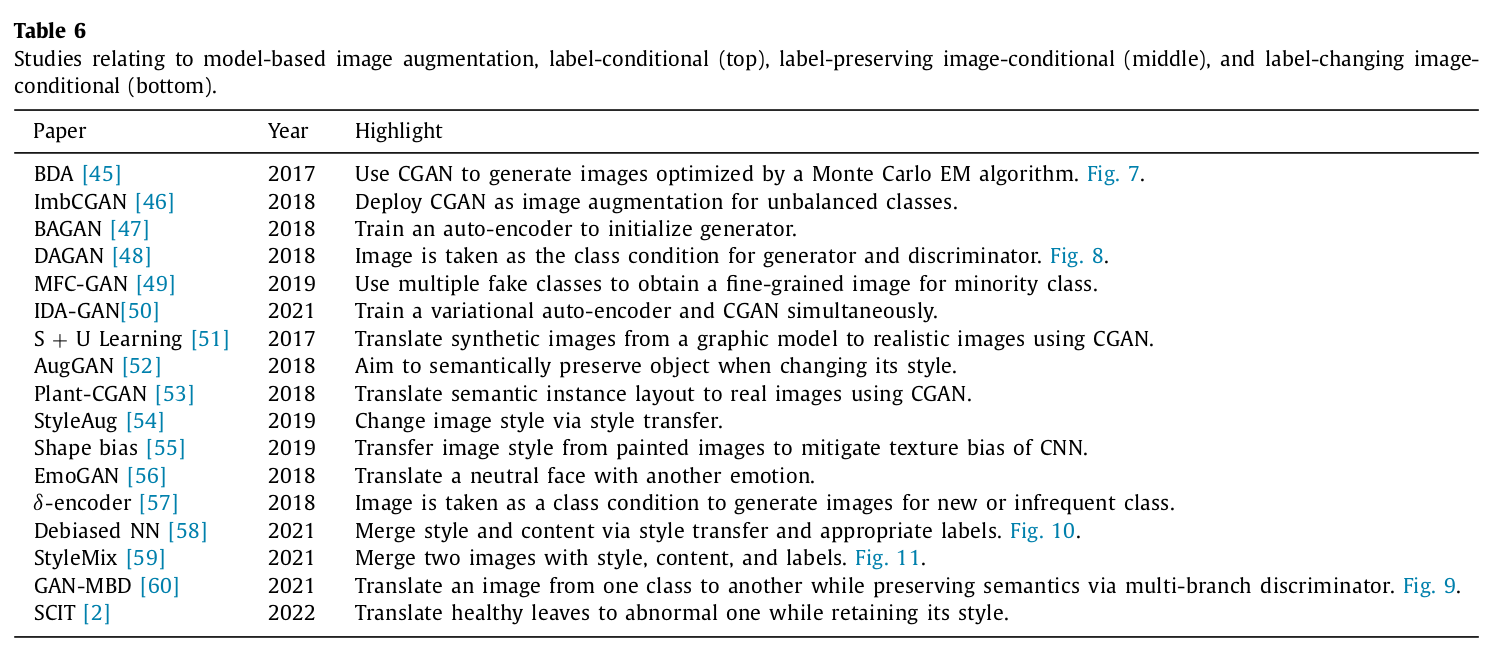 Table 6
Studies relating to model-based image augmentation, label-conditional (top), label-preserving image-conditional (middle), and label-changing image-
conditional (bottom).
Paper Year Highlight
BDA [45] 2017 Use CGAN to generate images optimized by a Monte Carlo EM algorithm. Fig. 7.
ImbCGAN [46] 2018 Deploy CGAN as image augmentation for unbalanced classes.
BAGAN [47] 2018 Train an auto-encoder to initialize generator.
DAGAN [48] 2018 Image is taken as the class condition for generator and discriminator. Fig. 8.
MFC-GAN [49] 2019 Use multiple fake classes to obtain a fine-grained image for minority class.
IDA-GAN[50] 2021 Train a variational auto-encoder and CGAN simultaneously.
S + U Learning [51] 2017 Translate synthetic images from a graphic model to realistic images using CGAN.
AugGAN [52] 2018 Aim to semantically preserve object when changing its style.
Plant-CGAN [53] 2018 Translate semantic instance layout to real images using CGAN.
StyleAug [54] 2019 Change image style via style transfer.
Shape bias [55] 2019 Transfer image style from painted images to mitigate texture bias of CNN.
EmoGAN [56] 2018 Translate a neutral face with another emotion.
δ-encoder [57] 2018 Image is taken as a class condition to generate images for new or infrequent class.
Debiased NN [58] 2021 Merge style and content via style transfer and appropriate labels. Fig. 10.
StyleMix [59] 2021 Merge two images with style, content, and labels. Fig. 11.
GAN-MBD [60] 2021 Translate an image from one class to another while preserving semantics via multi-branch discriminator. Fig. 9.
SCIT [2] 2022 Translate healthy leaves to abnormal one while retaining its style.